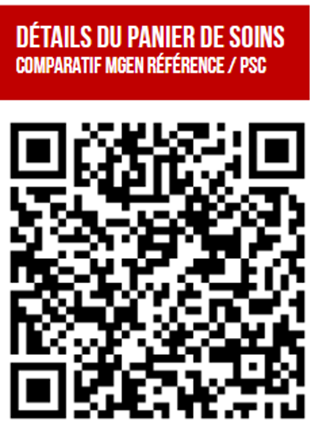 DÉTAILS DU PANIER DE SOINS
COMPARATIF MGEN RÉFÉRENCE / PSC